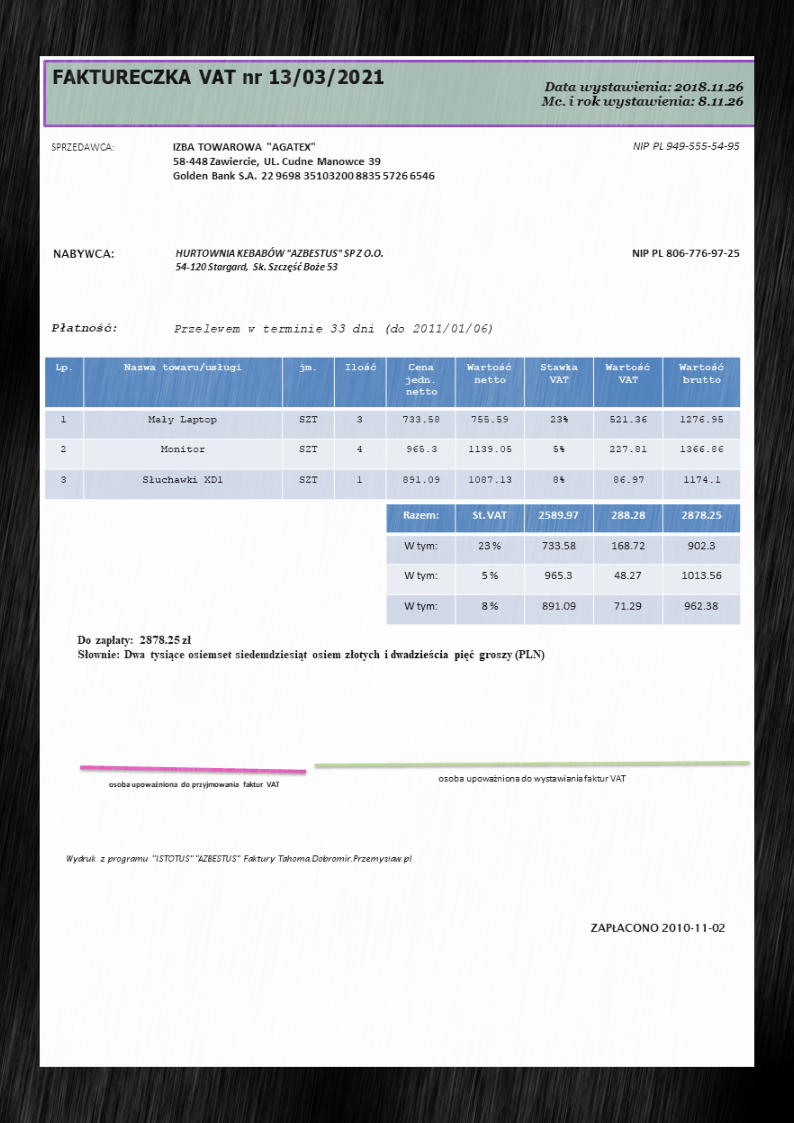 FAKTURECZKA VAT nr 13/03/2021
Data wystawienia: 2018.11.26
Mc. i rok wystawienia: 8.11.26
SPRZEDAWCA: IZBA TOWAROWA "AGATEX" NIP PL 949-555-54-95
58-448 Zawiercie, UL. Cudne Manowce 39
Golden Bank S.A. 22 9698 35103200 8835 5726 6546
NABYWCA: HURTOWNIA KEBABÓW "AZBESTUS" SP Z O.O. NIP PL 806-776-97-25
54-120 Stargard, Sk. Szczęść Boże 53
Płatność: Przelewem w terminie 33 dni (do 2011/01/06)
Lp. Nazwa towaru/usługi jm. Ilość Cena jedn. netto Wartość netto Stawka VAT Wartość VAT Wartość brutto
1 Mały Laptop SZT 3 733.58 755.59 23% 521.36 1276.95
2 Monitor SZT 4 965.3 1139.05 5% 227.81 1366.86
3 Słuchawki XD1 SZT 1 891.09 1087.13 8% 86.97 1174.1
Razem: St.VAT 2589.97 288.28 2878.25
W tym: 23 % 733.58 168.72 902.3
W tym: 5 % 965.3 48.27 1013.56
W tym: 8 % 891.09 71.29 962.38
Do zapłaty: 2878.25 zł
Słownie: Dwa tysiące osiemset siedemdziesiąt osiem złotych i dwadzieścia pięć groszy (PLN)
osoba upoważniona do przyjmowania faktur VAT
osoba upoważniona do wystawiania faktur VAT
Wydruk z programu "ISTOTUS" "AZBESTUS" Faktury Tahoma.Dobromir.Przemysław.pl
ZAPŁACONO 2010-11-02